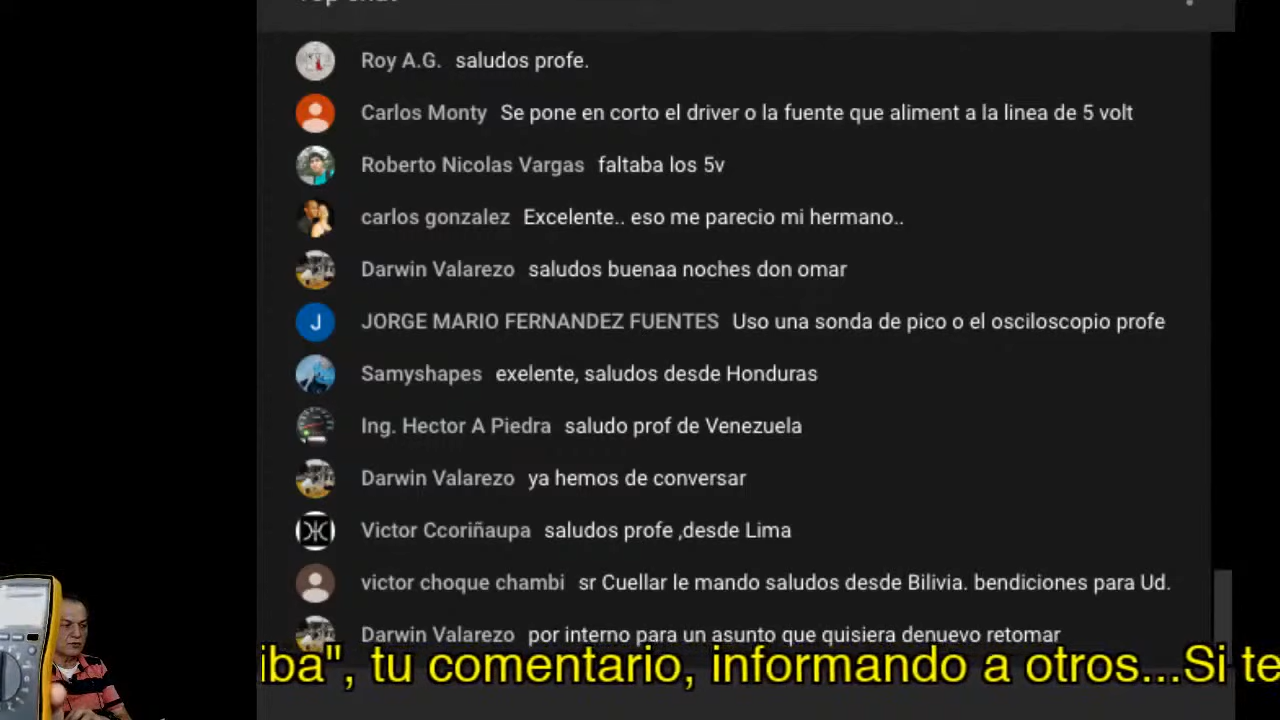 Top chat
Roy A.G. saludos profe.
Carlos Monty Se pone en corto el driver o la fuente que aliment a la linea de 5 volt
Roberto Nicolas Vargas faltaba los 5v
carlos gonzalez Excelente.. eso me parecio mi hermano..
Darwin Valarezo saludos buenaa noches don omar
JORGE MARIO FERNANDEZ FUENTES Uso una sonda de pico o el osciloscopio profe
J
Samyshapes exelente, saludos desde Honduras
Ing. Hector A Piedra saludo prof de Venezuela
Darwin Valarezo ya hemos de conversar
Victor Ccoriñaupa saludos profe ,desde Lima
victor choque chambi sr Cuellar le mando saludos desde Bilivia. bendiciones para Ud.
Darwin Valarezo por interno para un asunto que quisiera denuevo retomar
iba", tu comentario, informando a otros...Si te